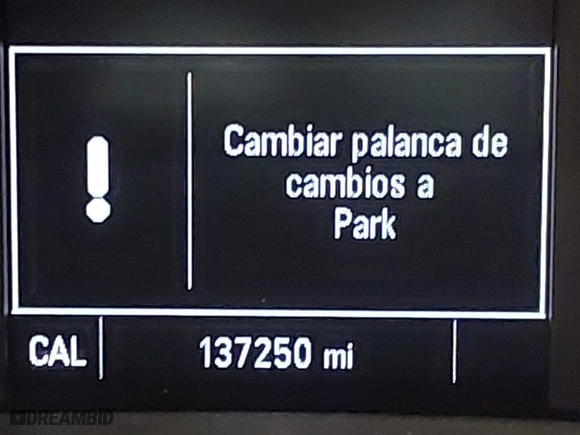 Cambiar palanca de
cambios a
Park
CAL 137250 mi
DREAMBID